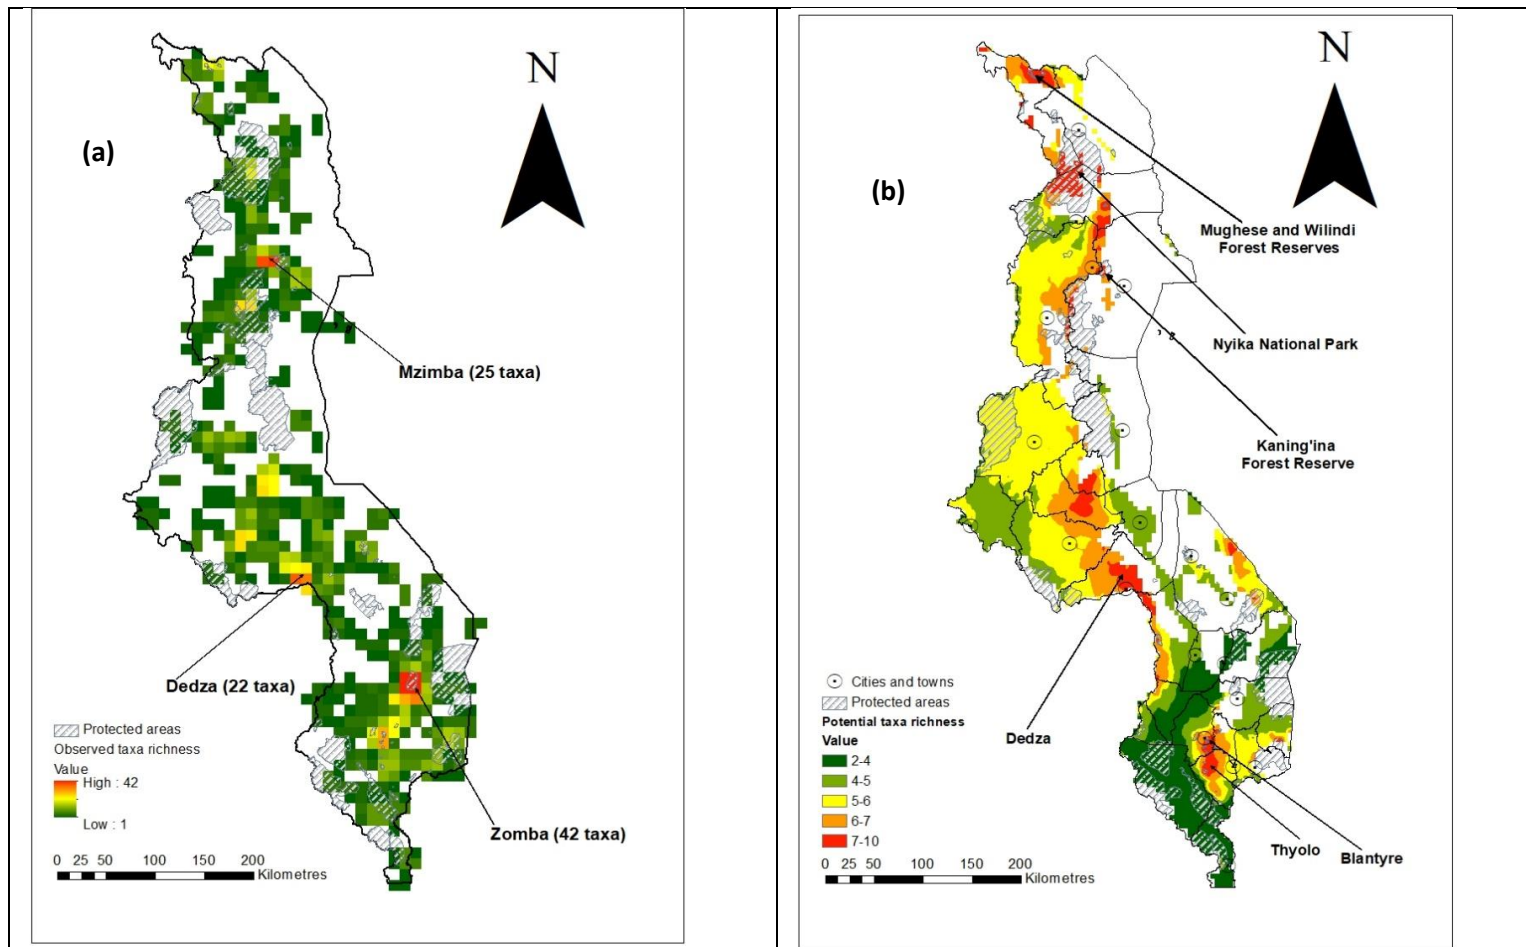 N
(a)
Mzimba (25 taxa)
Dedza (22 taxa)
Protected areas
Observed taxa richness
Value
High : 42
Low : 1
Zomba (42 taxa)
0 25 50 100 150 200
Kilometres
N
(b)
Mughese and Wilindi
Forest Reserves
Nyika National Park
Kaning'ina
Forest Reserve
Cities and towns
Protected areas
Potential taxa richness
Value
2-4
4-5
5-6
6-7
7-10
Dedza
Thyolo
Blantyre
0 25 50 100 150 200
Kilometres